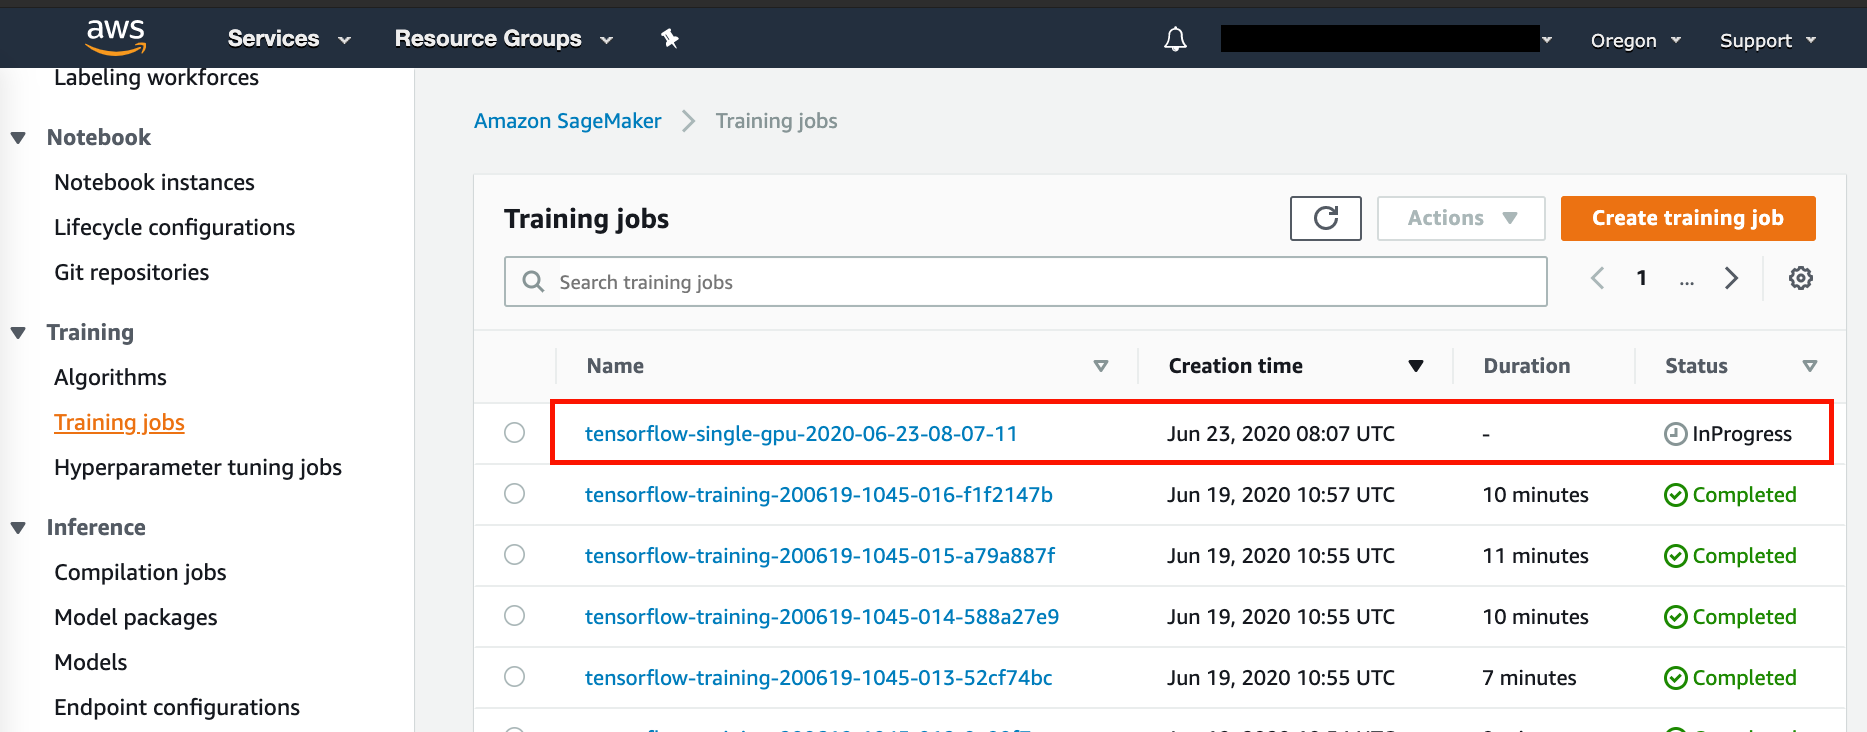 aws Services Resource Groups Oregon Support
Labeling workforces
Notebook
Notebook instances
Lifecycle configurations
Git repositories
Training
Algorithms
Training jobs
Hyperparameter tuning jobs
Inference
Compilation jobs
Model packages
Models
Endpoint configurations
Amazon SageMaker Training jobs
Training jobs Actions Create training job
Search training jobs 1 ...
Name Creation time Duration Status
tensorflow-single-gpu-2020-06-23-08-07-11 Jun 23, 2020 08:07 UTC - InProgress
tensorflow-training-200619-1045-016-f1f2147b Jun 19, 2020 10:57 UTC 10 minutes Completed
tensorflow-training-200619-1045-015-a79a887f Jun 19, 2020 10:55 UTC 11 minutes Completed
tensorflow-training-200619-1045-014-588a27e9 Jun 19, 2020 10:55 UTC 10 minutes Completed
tensorflow-training-200619-1045-013-52cf74bc Jun 19, 2020 10:55 UTC 7 minutes Completed